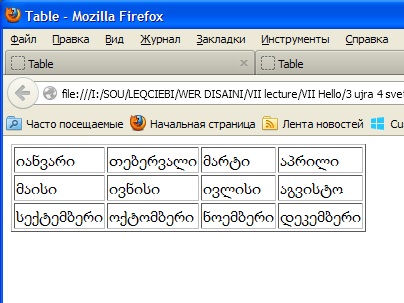 Table - Mozilla Firefox
Файл Правка Вид Журнал Закладки Инструменты Справка
Table × Table
file:///I:/SOU/LEQCIEBI/WER DISAINI/VII lecture/VII Hello/3 ujra 4 svet
Часто посещаемые Начальная страница Лента новостей Cu
იანვარი თებერვალი მარტი აპრილი
მაისი ივნისი ივლისი აგვისტო
სექტემბერი ოქტომბერი ნოემბერი დეკემბერი